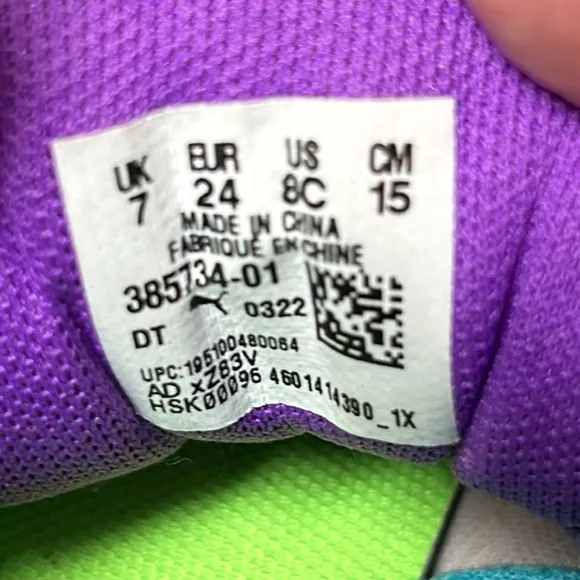 UK EUR US CM
7 24 8C 15
MADE IN CHINA
FABRIQUÉ EN CHINE
385734-01
0322
DT
UPC:195100480064
AD xZ83V
HSK00096 4601414390_1X